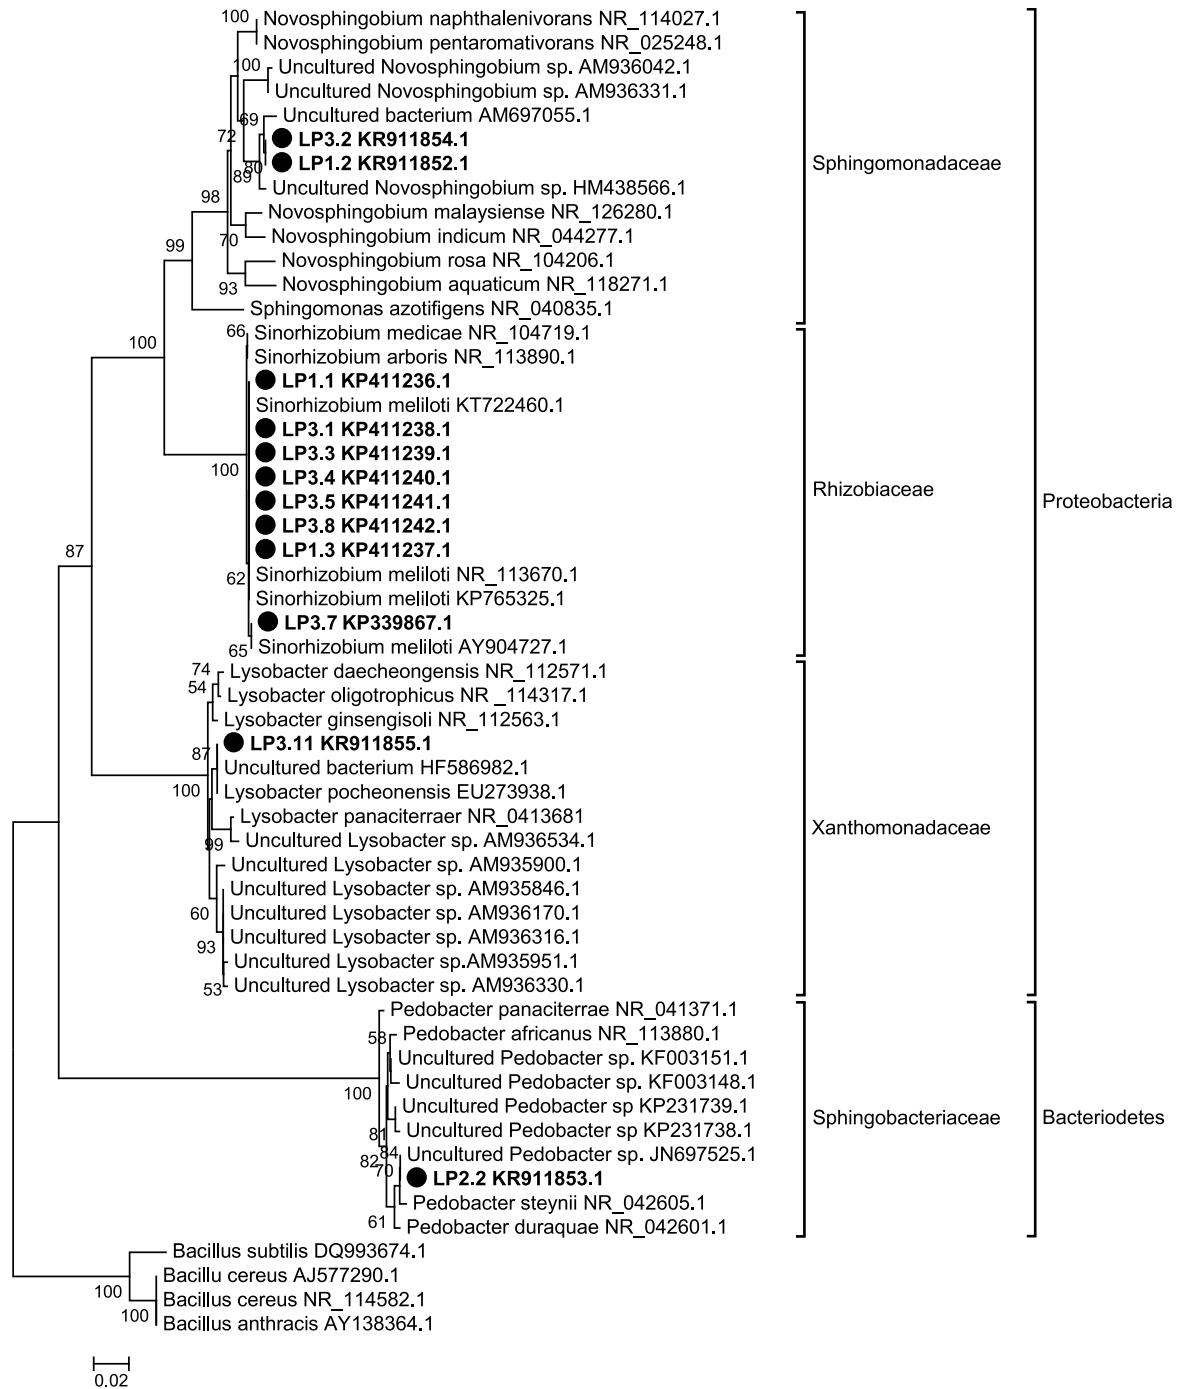 100
Novosphingobium naphthalenivorans NR_114027.1
Novosphingobium pentaromativorans NR_025248.1
100
Uncultured Novosphingobium sp. AM936042.1
Uncultured Novosphingobium sp. AM936331.1
69
Uncultured bacterium AM697055.1
72
LP3.2 KR911854.1
80
LP1.2 KR911852.1
89
Uncultured Novosphingobium sp. HM438566.1
98
Novosphingobium malaysiense NR_126280.1
70
Novosphingobium indicum NR_044277.1
99
Novosphingobium rosa NR_104206.1
93
Novosphingobium aquaticum NR_118271.1
Sphingomonas azotifigens NR_040835.1
Sphingomonadaceae
66
Sinorhizobium medicae NR_104719.1
100
Sinorhizobium arboris NR_113890.1
LP1.1 KP411236.1
Sinorhizobium meliloti KT722460.1
LP3.1 KP411238.1
LP3.3 KP411239.1
100
LP3.4 KP411240.1
LP3.5 KP411241.1
LP3.8 KP411242.1
LP1.3 KP411237.1
87
62
Sinorhizobium meliloti NR_113670.1
Sinorhizobium meliloti KP765325.1
LP3.7 KP339867.1
65
Sinorhizobium meliloti AY904727.1
Rhizobiaceae
Proteobacteria
74
Lysobacter daecheongensis NR_112571.1
54
Lysobacter oligotrophicus NR _114317.1
Lysobacter ginsengisoli NR_112563.1
87
LP3.11 KR911855.1
Uncultured bacterium HF586982.1
100
Lysobacter pocheonensis EU273938.1
Lysobacter panaciterraer NR_0413681
99
Uncultured Lysobacter sp. AM936534.1
Uncultured Lysobacter sp. AM935900.1
Uncultured Lysobacter sp. AM935846.1
60
Uncultured Lysobacter sp. AM936170.1
Uncultured Lysobacter sp. AM936316.1
93
Uncultured Lysobacter sp.AM935951.1
53
Uncultured Lysobacter sp. AM936330.1
Xanthomonadaceae
Pedobacter panaciterrae NR_041371.1
58
Pedobacter africanus NR_113880.1
Uncultured Pedobacter sp. KF003151.1
100
Uncultured Pedobacter sp. KF003148.1
Uncultured Pedobacter sp KP231739.1
81
Uncultured Pedobacter sp KP231738.1
84
82
Uncultured Pedobacter sp. JN697525.1
70
LP2.2 KR911853.1
Pedobacter steynii NR_042605.1
61
Pedobacter duraquae NR_042601.1
Sphingobacteriaceae
Bacteriodetes
Bacillus subtilis DQ993674.1
100
Bacillu cereus AJ577290.1
Bacillus cereus NR_114582.1
100
Bacillus anthracis AY138364.1
0.02